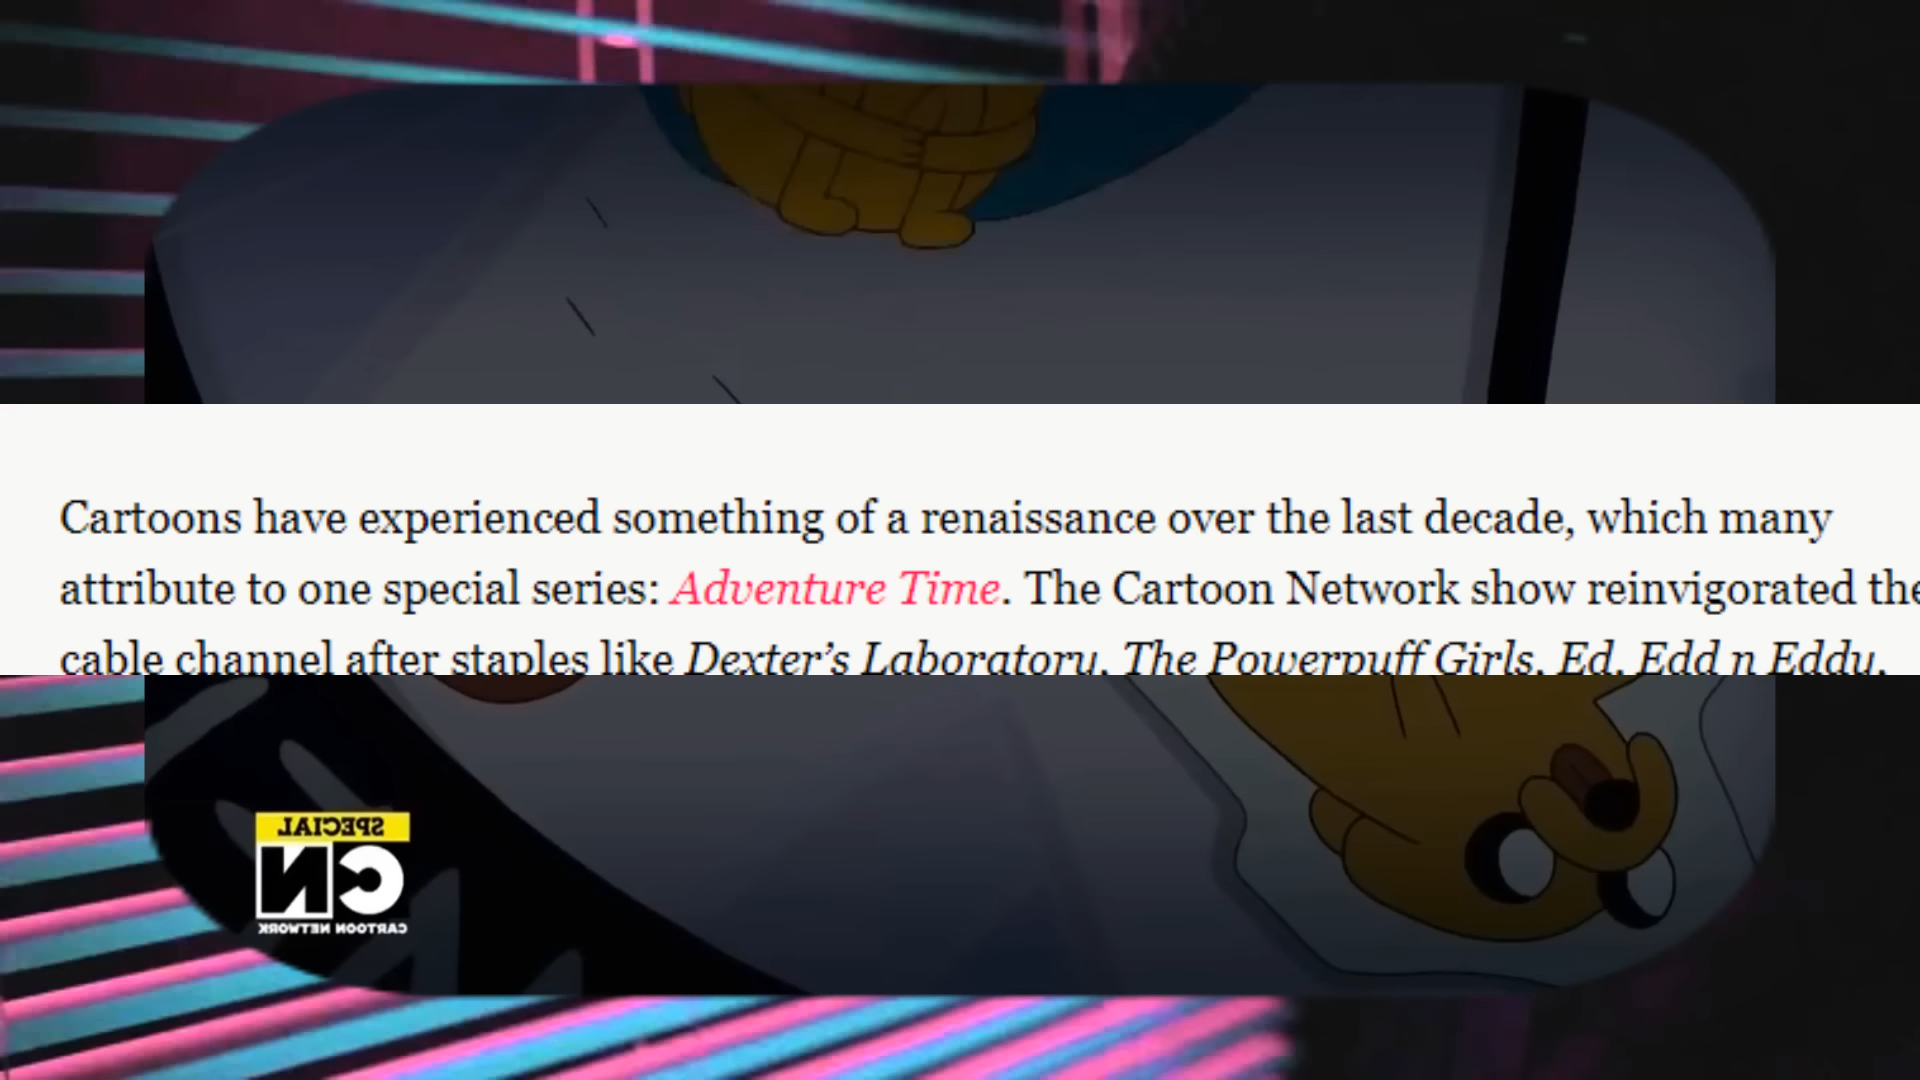 Cartoons have experienced something of a renaissance over the last decade, which many
attribute to one special series: Adventure Time. The Cartoon Network show reinvigorated the
cable channel after staples like Dexter’s Laboratory, The Powerpuff Girls, Ed, Edd n Eddy,
SPECIAL
CN
CARTOON NETWORK